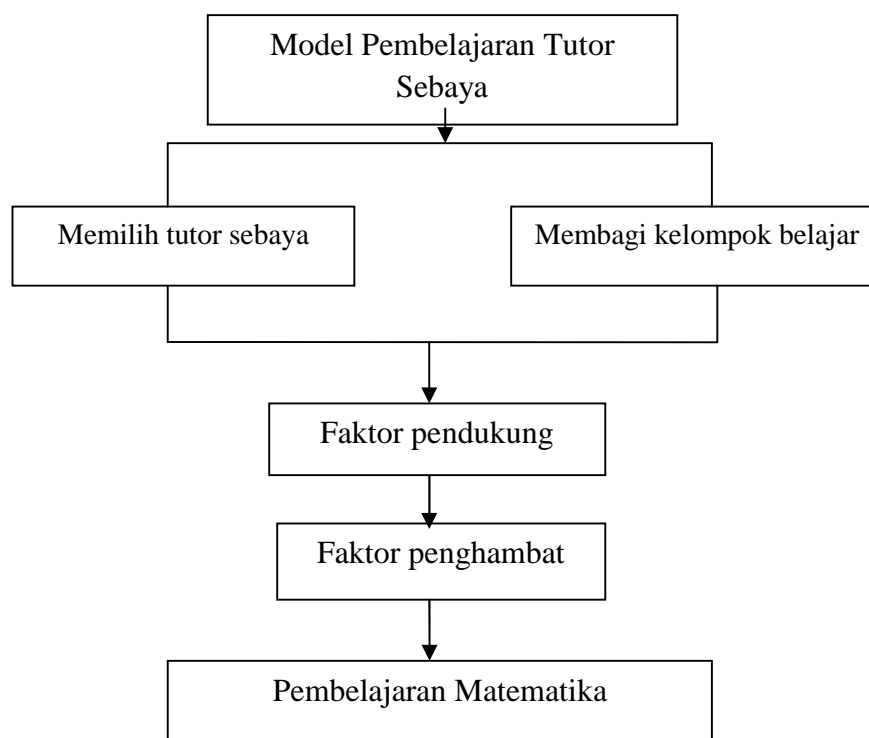 Model Pembelajaran Tutor
Sebaya
Memilih tutor sebaya
Membagi kelompok belajar
Faktor pendukung
Faktor penghambat
Pembelajaran Matematika